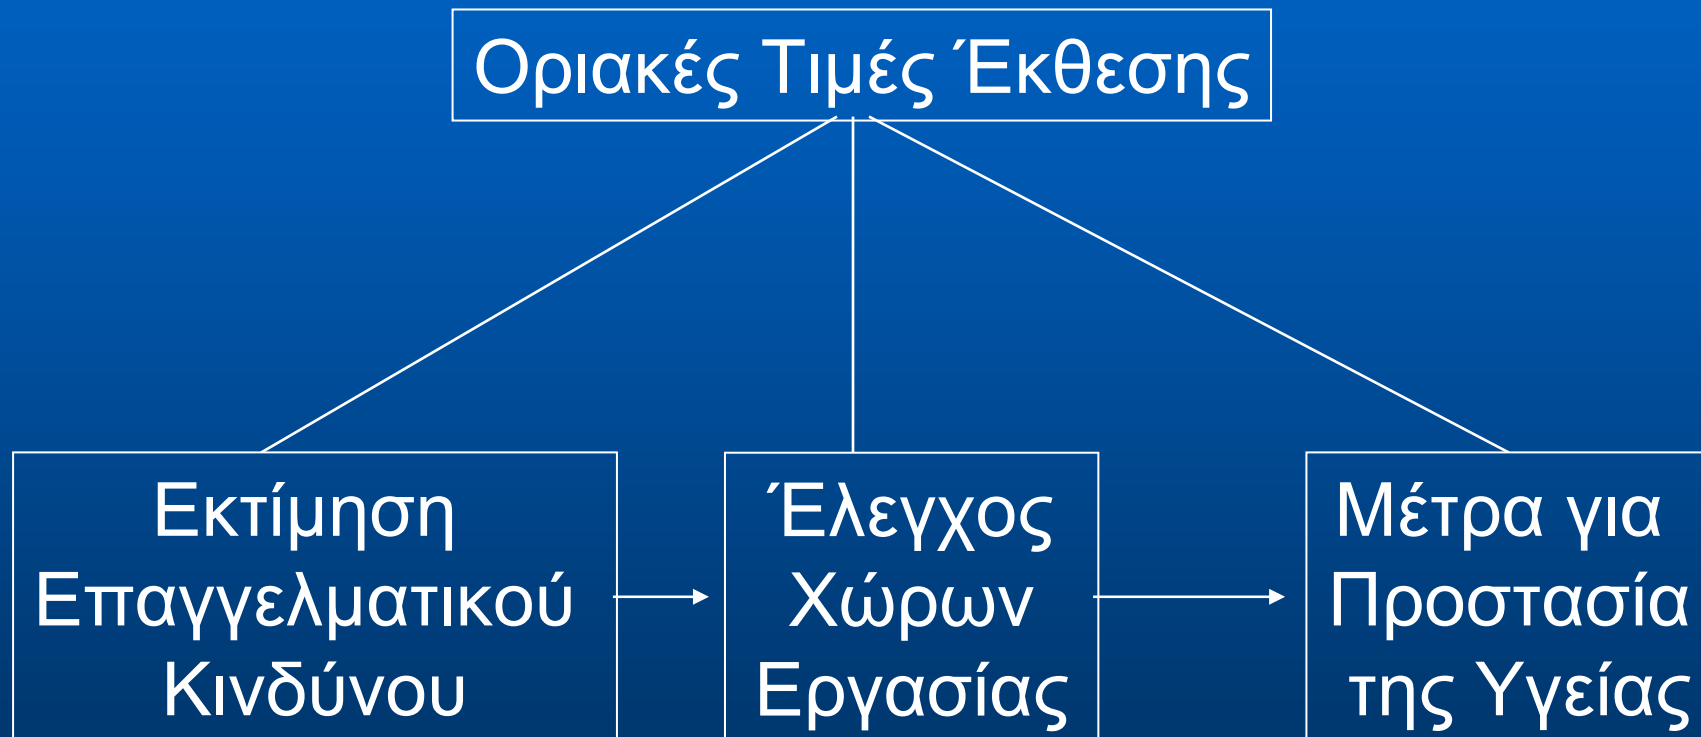 Οριακές Τιμές Έκθεσης
Εκτίμηση
Επαγγελματικού
Κινδύνου
Έλεγχος
Χώρων
Εργασίας
Μέτρα για
Προστασία
της Υγείας